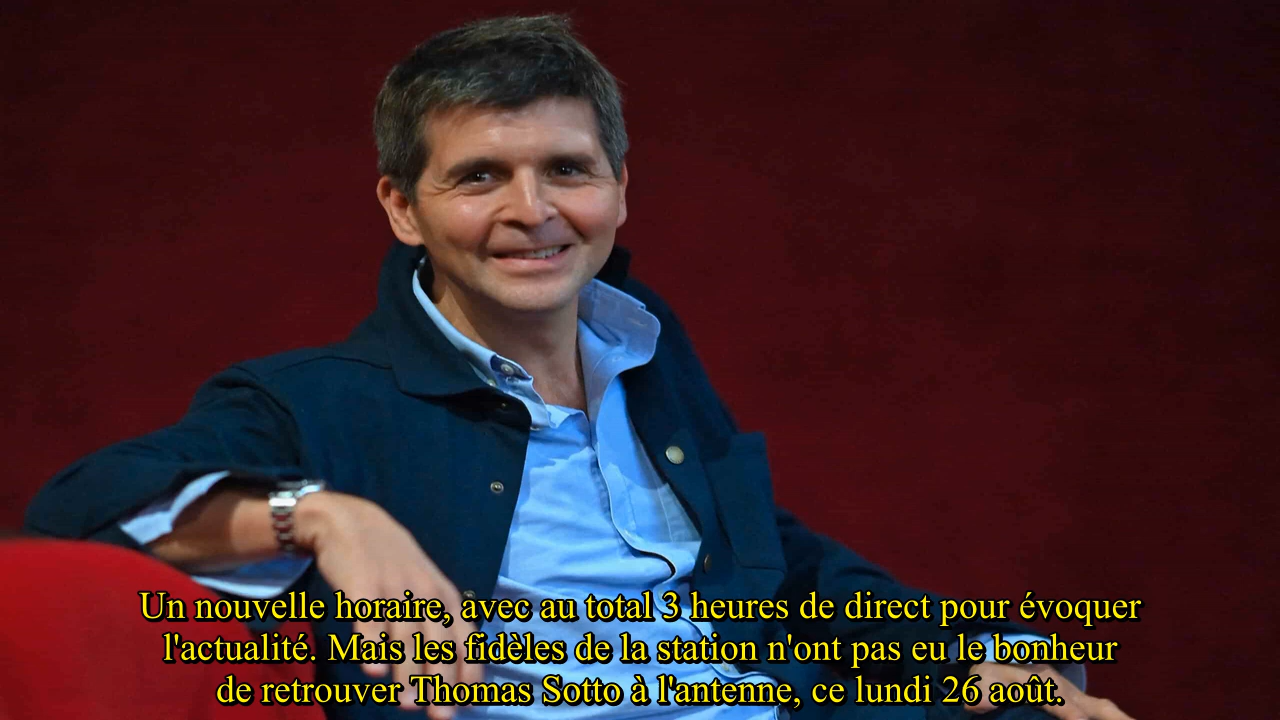 Un nouvelle horaire, avec au total 3 heures de direct pour évoquer
l'actualité. Mais les fidèles de la station n'ont pas eu le bonheur
de retrouver Thomas Sotto à l'antenne, ce lundi 26 août.